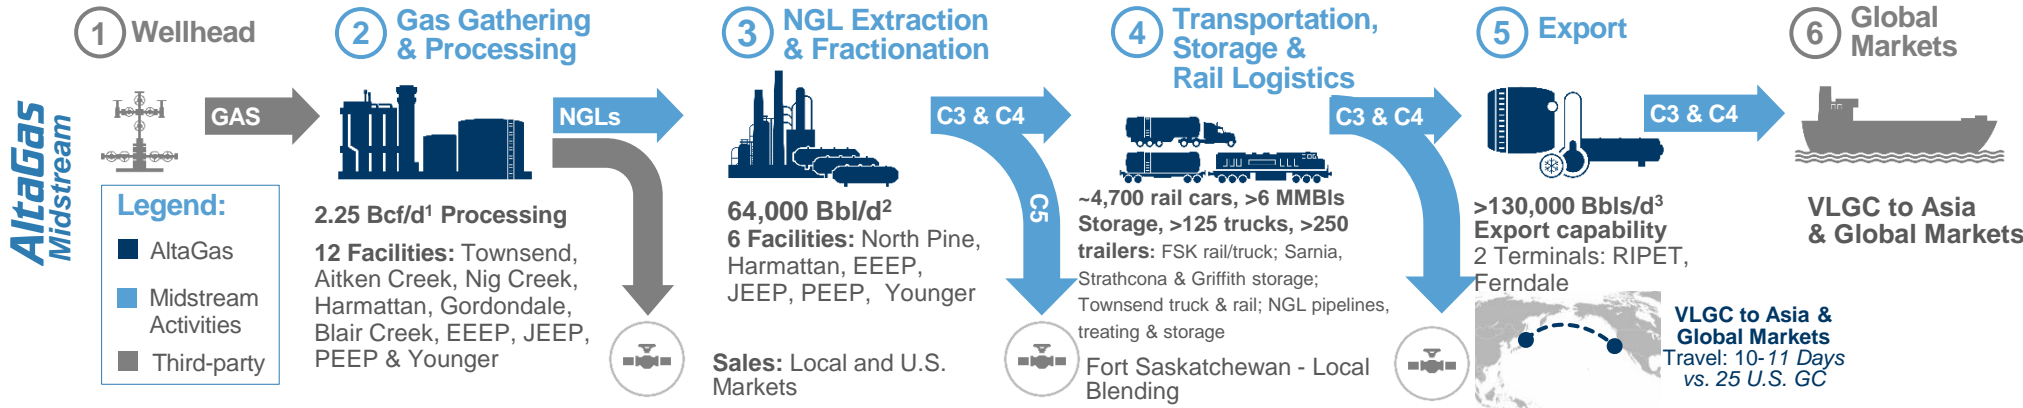 AltaGas
Midstream
1 Wellhead
GAS
Legend:
AltaGas
Midstream
Activities
Third-party
2 Gas Gathering
& Processing
NGLs
2.25 Bcf/d¹ Processing
12 Facilities: Townsend,
Aitken Creek, Nig Creek,
Harmattan, Gordondale,
Blair Creek, EEEP, JEEP,
PEEP & Younger
3 NGL Extraction
& Fractionation
C3 & C4
C5
64,000 Bbl/d²
6 Facilities: North Pine,
Harmattan, EEEP,
JEEP, PEEP, Younger
Sales: Local and U.S.
Markets
4 Transportation,
Storage &
Rail Logistics
C3 & C4
~4,700 rail cars, >6 MMBls
Storage, >125 trucks, >250
trailers: FSK rail/truck; Sarnia,
Strathcona & Griffith storage;
Townsend truck & rail; NGL pipelines,
treating & storage
Fort Saskatchewan - Local
Blending
5 Export
C3 & C4
>130,000 Bbls/d³
Export capability
2 Terminals: RIPET,
Ferndale
VLGC to Asia &
Global Markets
Travel: 10-11 Days
vs. 25 U.S. GC
6 Global
Markets
VLGC to Asia
& Global Markets